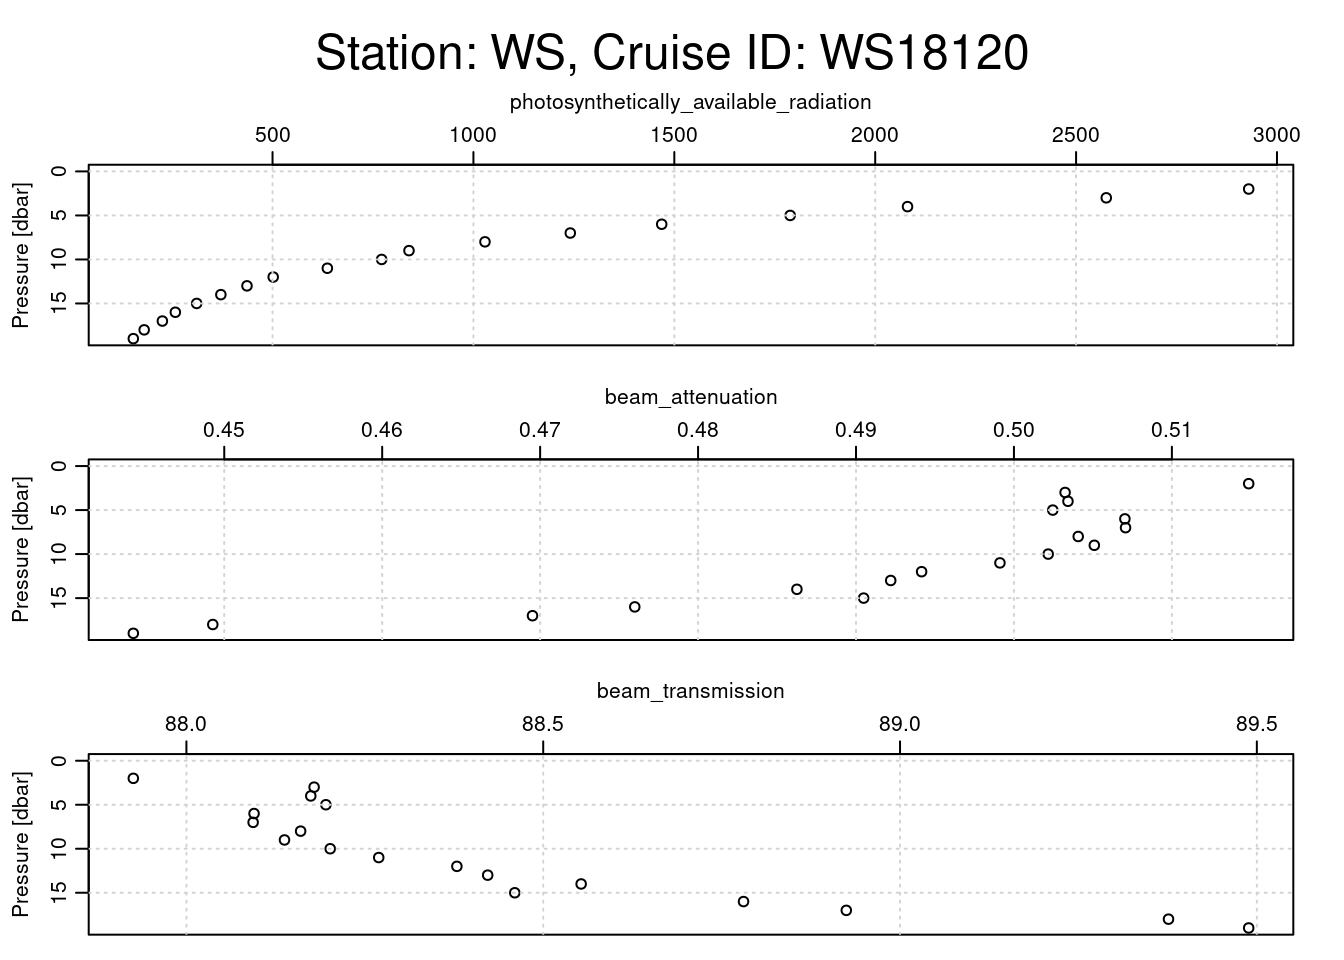 Station: WS, Cruise ID: WS18120
photosynthetically_available_radiation
500 1000 1500 2000 2500 3000
Pressure [dbar]
0
5
10
15
beam_attenuation
0.45 0.46 0.47 0.48 0.49 0.50 0.51
Pressure [dbar]
0
5
10
15
beam_transmission
88.0 88.5 89.0 89.5
Pressure [dbar]
0
5
10
15